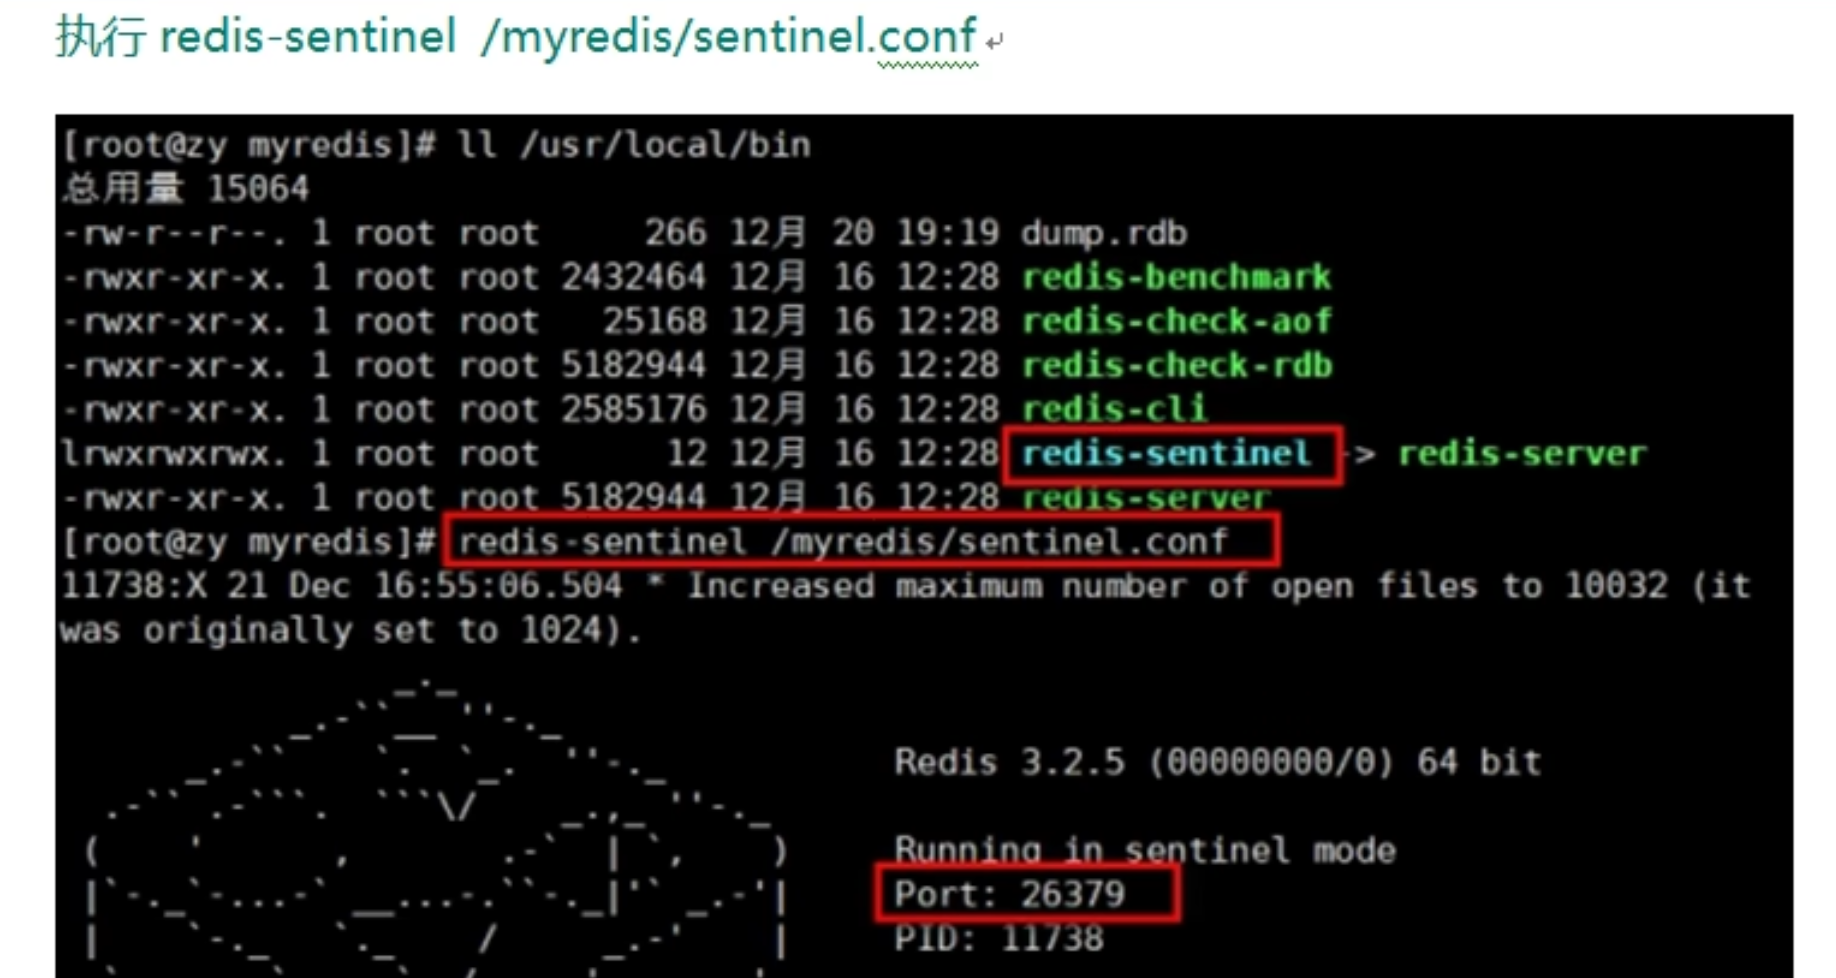 执行 redis-sentinel /myredis/sentinel.conf
[root@zy myredis]# ll /usr/local/bin
总用量 15064
-rw-r--r--. 1 root root 266 12月 20 19:19 dump.rdb
-rwxr-xr-x. 1 root root 2432464 12月 16 12:28 redis-benchmark
-rwxr-xr-x. 1 root root 25168 12月 16 12:28 redis-check-aof
-rwxr-xr-x. 1 root root 5182944 12月 16 12:28 redis-check-rdb
-rwxr-xr-x. 1 root root 2585176 12月 16 12:28 redis-cli
lrwxrwxrwx. 1 root root 12 12月 16 12:28 redis-sentinel -> redis-server
-rwxr-xr-x. 1 root root 5182944 12月 16 12:28 redis-server
[root@zy myredis]# redis-sentinel /myredis/sentinel.conf
11738:X 21 Dec 16:55:06.504 * Increased maximum number of open files to 10032 (it
was originally set to 1024).
Redis 3.2.5 (00000000/0) 64 bit
Running in sentinel mode
Port: 26379
PID: 11738